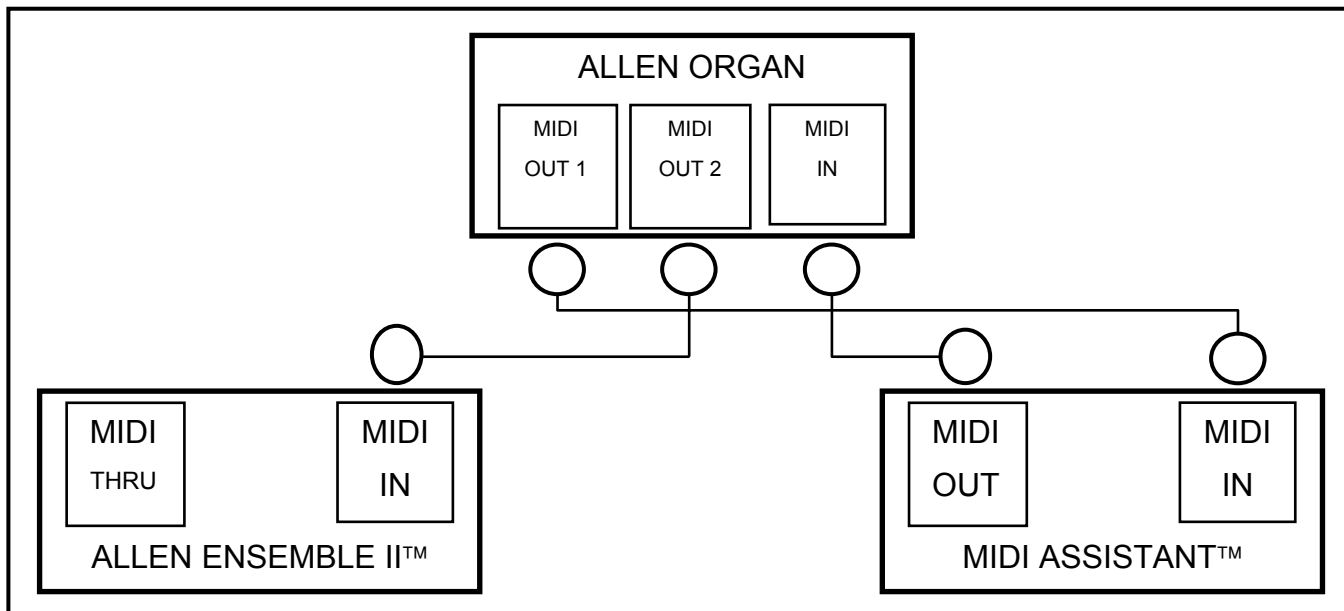 ALLEN ORGAN
MIDI
OUT 1
MIDI
OUT 2
MIDI
IN
MIDI
THRU
MIDI
IN
ALLEN ENSEMBLE II™
MIDI
OUT
MIDI
IN
MIDI ASSISTANT™